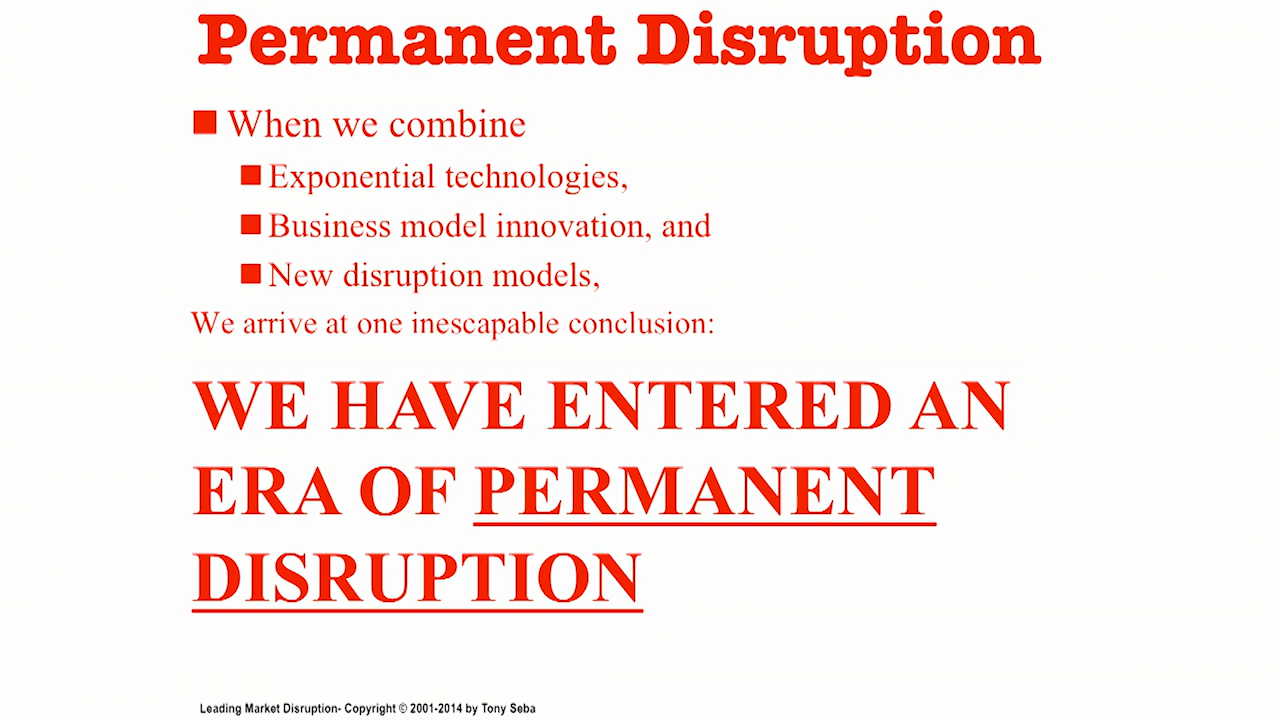 Permanent Disruption
When we combine
Exponential technologies,
Business model innovation, and
New disruption models,
We arrive at one inescapable conclusion:
WE HAVE ENTERED AN
ERA OF PERMANENT
DISRUPTION
Leading Market Disruption- Copyright © 2001-2014 by Tony Seba